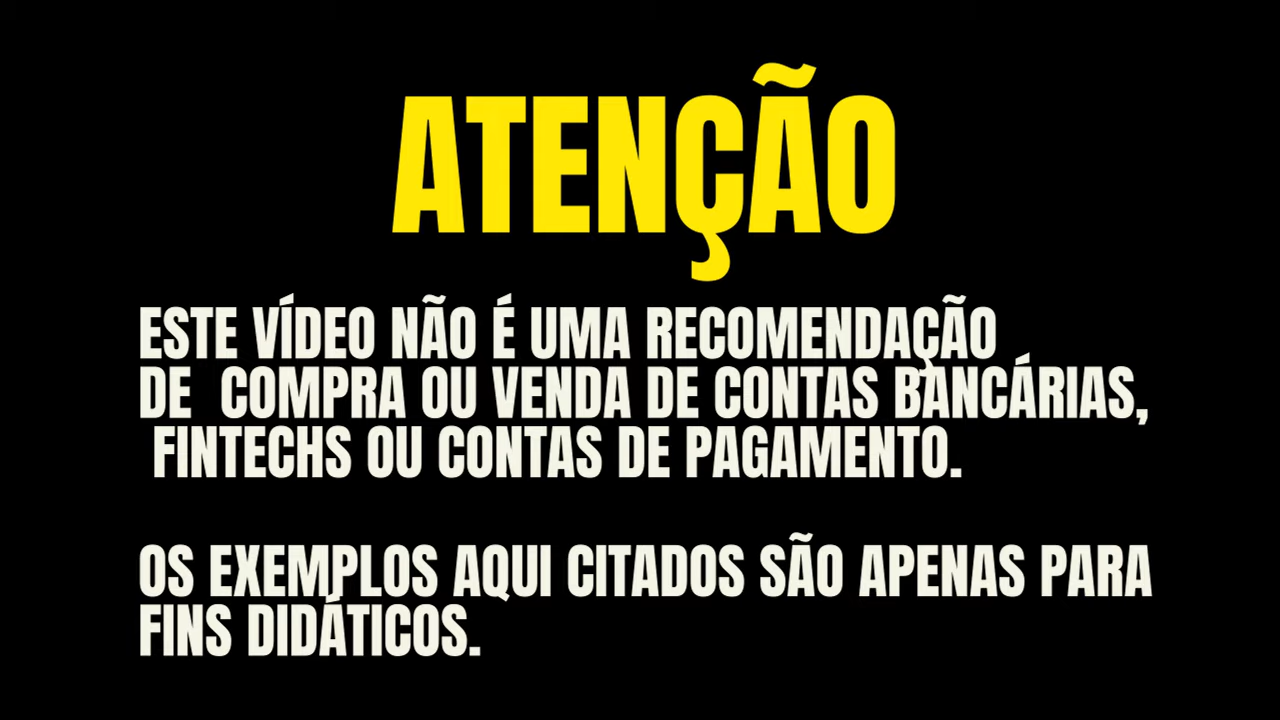 ATENÇÃO
ESTE VÍDEO NÃO É UMA RECOMENDAÇÃO
DE COMPRA OU VENDA DE CONTAS BANCÁRIAS,
FINTECHS OU CONTAS DE PAGAMENTO.
OS EXEMPLOS AQUI CITADOS SÃO APENAS PARA
FINS DIDÁTICOS.